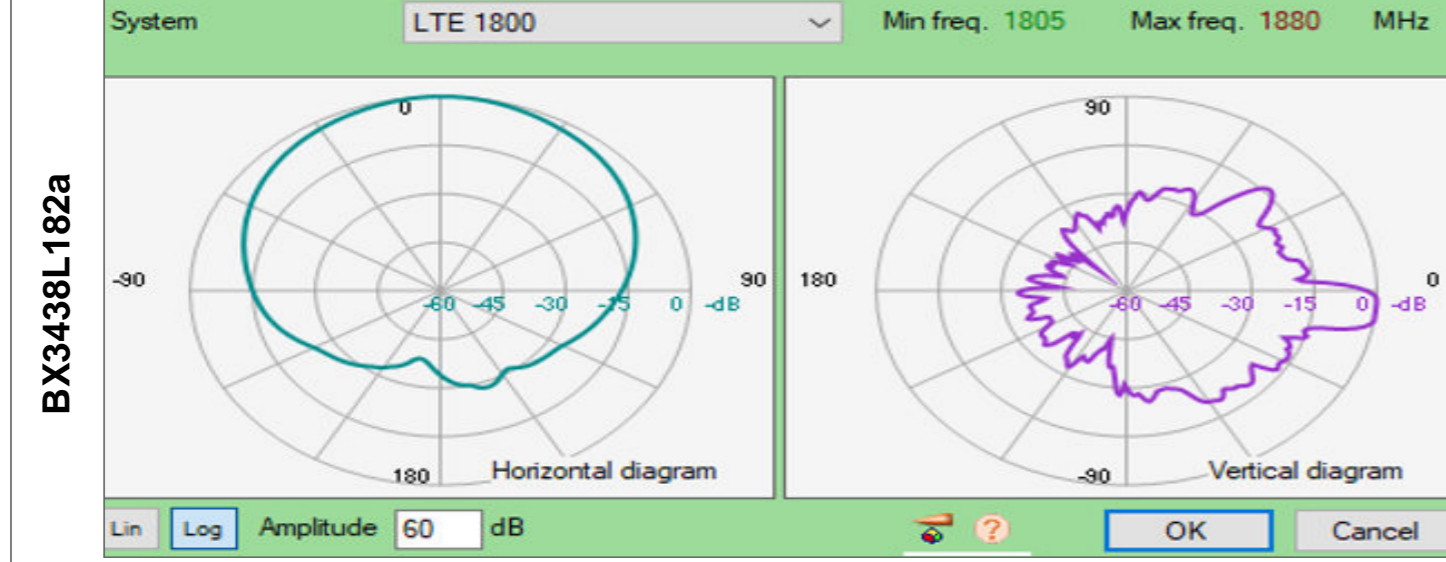 BX3438L182a
System LTE 1800 Min freq. 1805 Max freq. 1880 MHz
0
-90 90
-60 -45 -30 -15 0 -dB
180
Horizontal diagram
90
180 0
-60 -45 -30 -15 0 -dB
-90
Vertical diagram
Lin Log Amplitude 60 dB ? OK Cancel